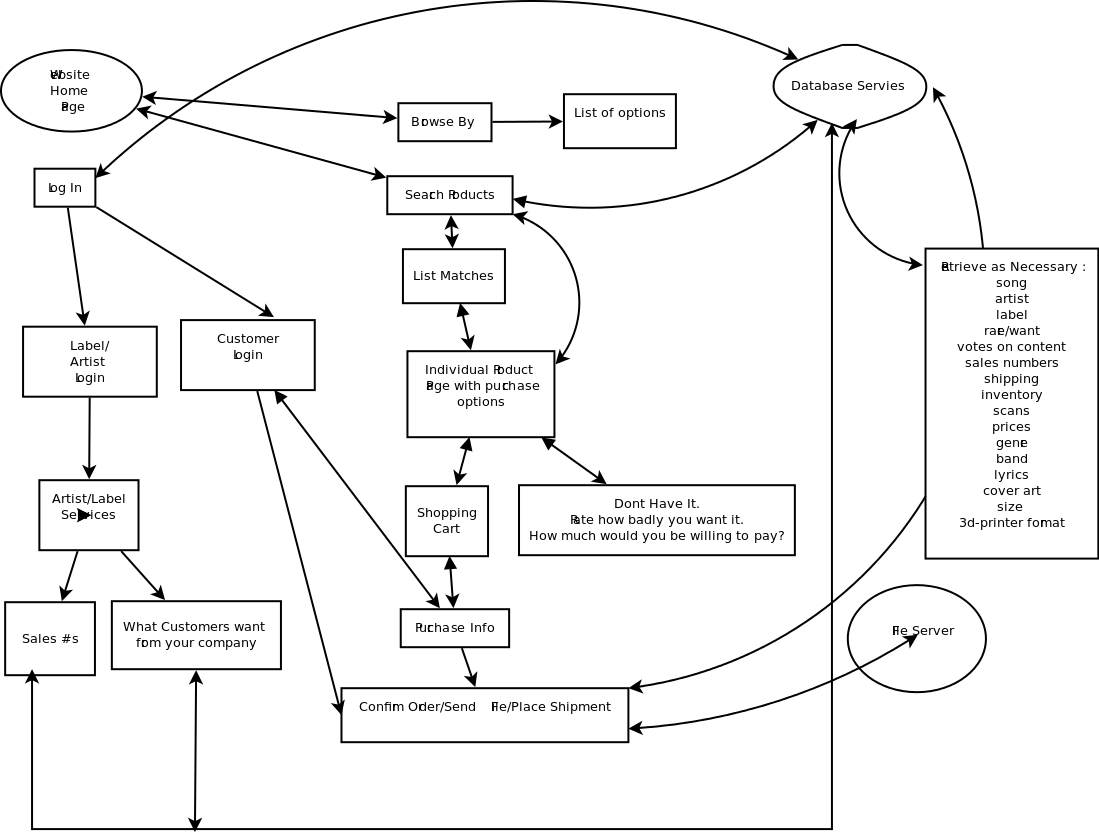 Website
Home
Page
Database Servies
Browse By
List of options
Log In
Search Products
List Matches
Retrieve as Necessary :
song
artist
label
rare/want
votes on content
sales numbers
shipping
inventory
scans
prices
genre
band
lyrics
cover art
size
3d-printer format
Label/
Artist
Login
Customer
Login
Individual Product
Page with purchase
options
Artist/Label
Services
Shopping
Cart
Dont Have It.
Rate how badly you want it.
How much would you be willing to pay?
Sales #s
What Customers want
from your company
Purchase Info
File Server
Confirm Order/Send File/Place Shipment